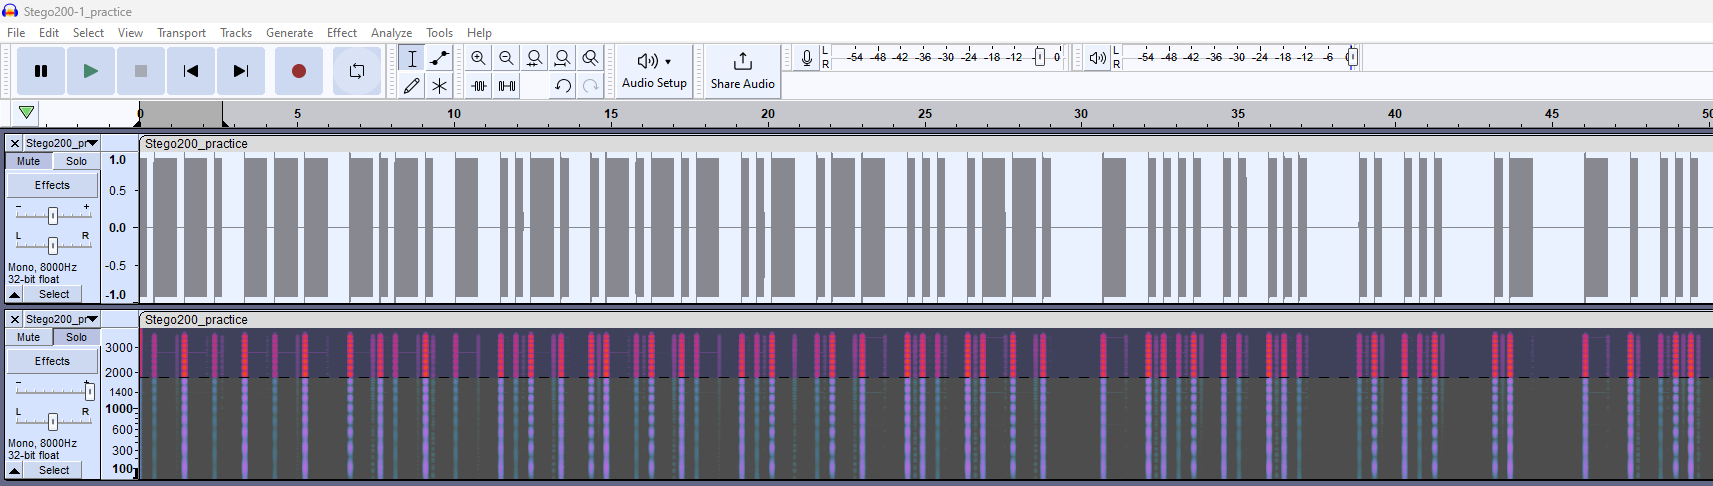 Stego200-1_practice
File Edit Select View Transport Tracks Generate Effect Analyze Tools Help
Audio Setup
Share Audio
L
R
-54 -48 -42 -36 -30 -24 -18 -12 0
L
R
-54 -48 -42 -36 -30 -24 -18 -12 -6
0 5 10 15 20 25 30 35 40 45 50
Stego200_pr
Stego200_practice
Mute Solo
Effects
- +
L R
Mono, 8000Hz
32-bit float
Select
1.0
0.5
0.0
-0.5
-1.0
Stego200_pr
Stego200_practice
Mute Solo
Effects
- +
L R
Mono, 8000Hz
32-bit float
Select
3000
2000
1400
1000
600
300
100